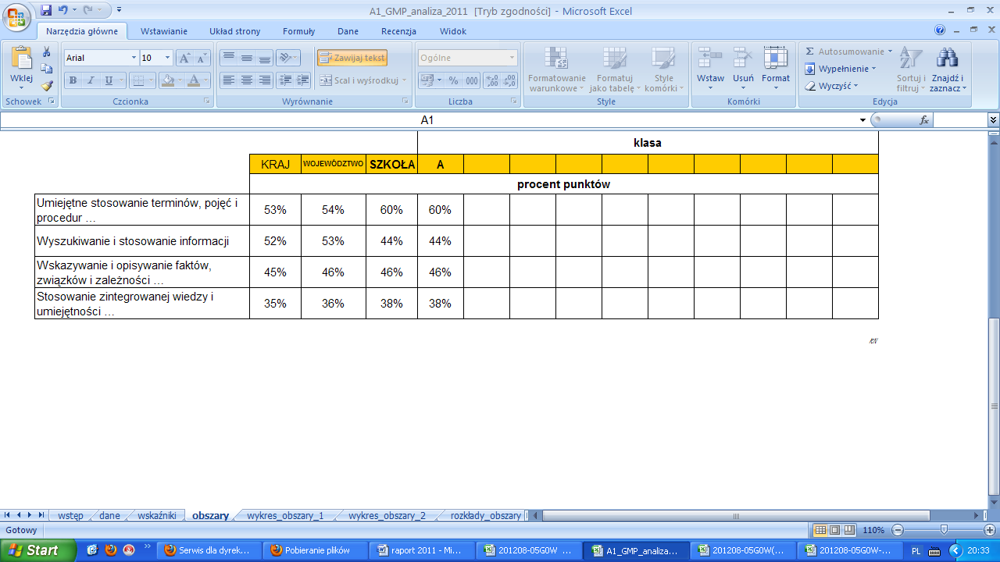 A1_GMP_analiza_2011 [Tryb zgodności] - Microsoft Excel
Narzędzia główne Wstawianie Układ strony Formuły Dane Recenzja Widok
Wklej
Schowek
Arial 10
B I U A
Czcionka
Zawijaj tekst
Scal i wyśrodkuj
Wyrównanie
Ogólne
% 000
Liczba
Formatowanie warunkowe
Formatuj jako tabelę
Style komórki
Style
Wstaw Usuń Format
Komórki
Σ Autosumowanie
Wypełnienie
Wyczyść
Sortuj i filtruj
Znajdź i zaznacz
Edycja
A1 fx
klasa
KRAJ WOJEWÓDZTWO SZKOŁA A
procent punktów
Umiejętne stosowanie terminów, pojęć i
procedur ... 53% 54% 60% 60%
Wyszukiwanie i stosowanie informacji 52% 53% 44% 44%
Wskazywanie i opisywanie faktów,
związków i zależności ... 45% 46% 46% 46%
Stosowanie zintegrowanej wiedzy i
umiejętności ... 35% 36% 38% 38%
KN
wstęp dane wskaźniki obszary wykres_obszary_1 wykres_obszary_2 rozkłady_obszary
Gotowy 110%
Start Serwis dla dyrek... Pobieranie plików raport 2011 - Mi... 201208-05G0W ... A1_GMP_analiza... 201208-05G0W(... 201208-05G0W-... PL 20:33